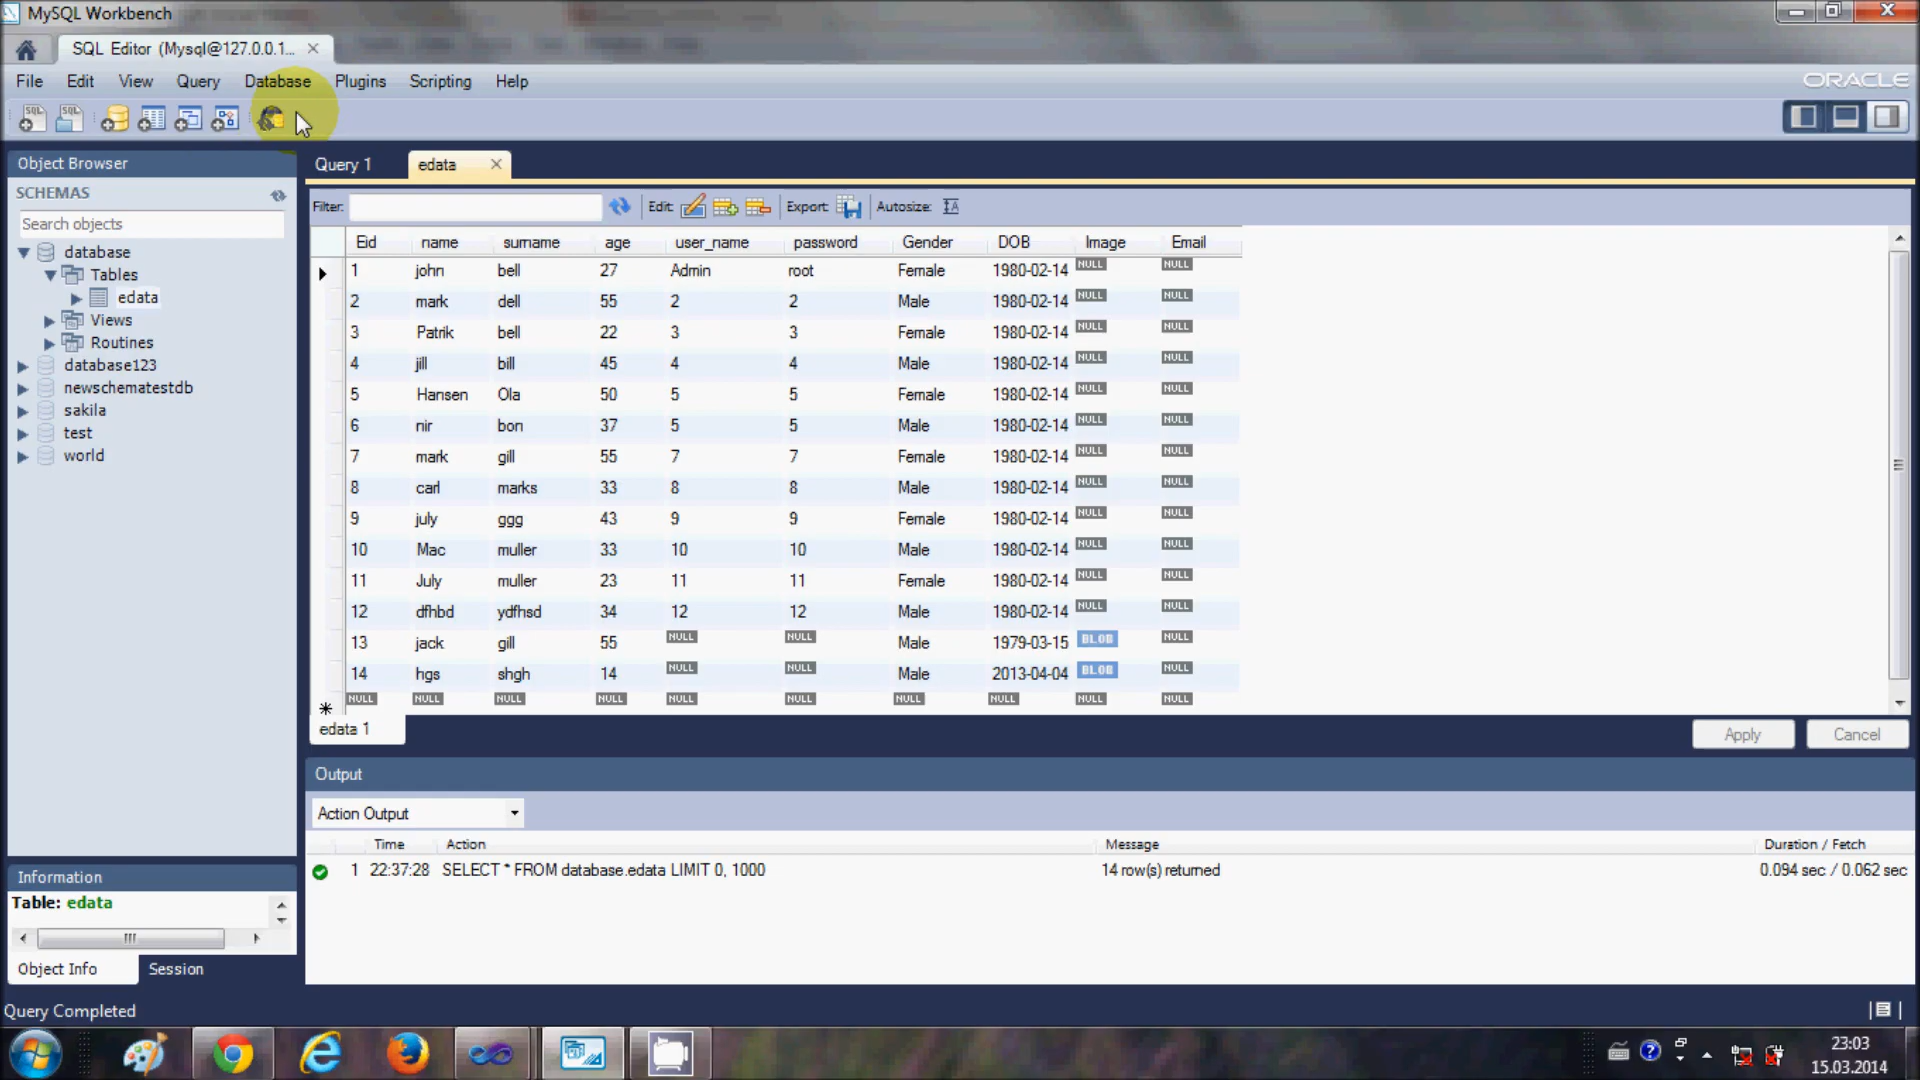 MySQL Workbench
SQL Editor (Mysql@127.0.0.1...
File Edit View Query Database Plugins Scripting Help
ORACLE
SQL SQL
Object Browser
Query 1 edata
SCHEMAS
Filter: Edit: Export: Autosize:
Search objects
database
Tables
edata
Views
Routines
database123
newschematestdb
sakila
test
world
Eid name surname age user_name password Gender DOB Image Email
1 john bell 27 Admin root Female 1980-02-14 NULL NULL
2 mark dell 55 2 2 Male 1980-02-14 NULL NULL
3 Patrik bell 22 3 3 Female 1980-02-14 NULL NULL
4 jill bill 45 4 4 Male 1980-02-14 NULL NULL
5 Hansen Ola 50 5 5 Female 1980-02-14 NULL NULL
6 nir bon 37 5 5 Male 1980-02-14 NULL NULL
7 mark gill 55 7 7 Female 1980-02-14 NULL NULL
8 carl marks 33 8 8 Male 1980-02-14 NULL NULL
9 july ggg 43 9 9 Female 1980-02-14 NULL NULL
10 Mac muller 33 10 10 Male 1980-02-14 NULL NULL
11 July muller 23 11 11 Female 1980-02-14 NULL NULL
12 dfhbd ydfhsd 34 12 12 Male 1980-02-14 NULL NULL
13 jack gill 55 NULL NULL Male 1979-03-15 BLOB NULL
14 hgs shgh 14 NULL NULL Male 2013-04-04 BLOB NULL
NULL NULL NULL NULL NULL NULL NULL NULL NULL NULL
edata 1
Apply Cancel
Output
Action Output
Time Action Message Duration / Fetch
1 22:37:28 SELECT * FROM database.edata LIMIT 0, 1000 14 row(s) returned 0.094 sec / 0.062 sec
Information
Table: edata
Object Info Session
Query Completed
23:03
15.03.2014